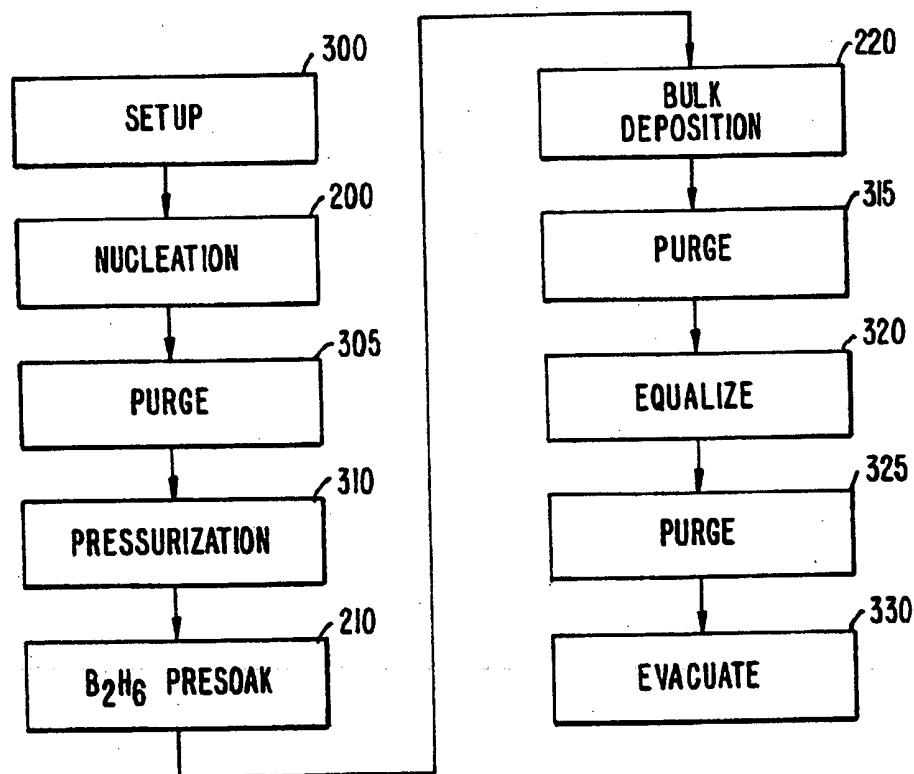 300
SETUP
200
NUCLEATION
305
PURGE
310
PRESSURIZATION
210
B₂H₆ PRESOAK
220
BULK
DEPOSITION
315
PURGE
320
EQUALIZE
325
PURGE
330
EVACUATE